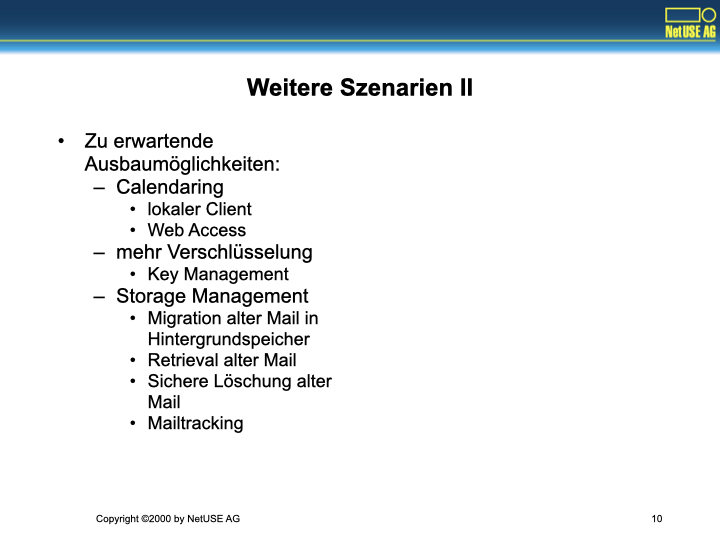 NetUSE AG
Weitere Szenarien II
• Zu erwartende
Ausbaumöglichkeiten:
– Calendaring
• lokaler Client
• Web Access
– mehr Verschlüsselung
• Key Management
– Storage Management
• Migration alter Mail in
Hintergrundspeicher
• Retrieval alter Mail
• Sichere Löschung alter
Mail
• Mailtracking
Copyright ©2000 by NetUSE AG
10